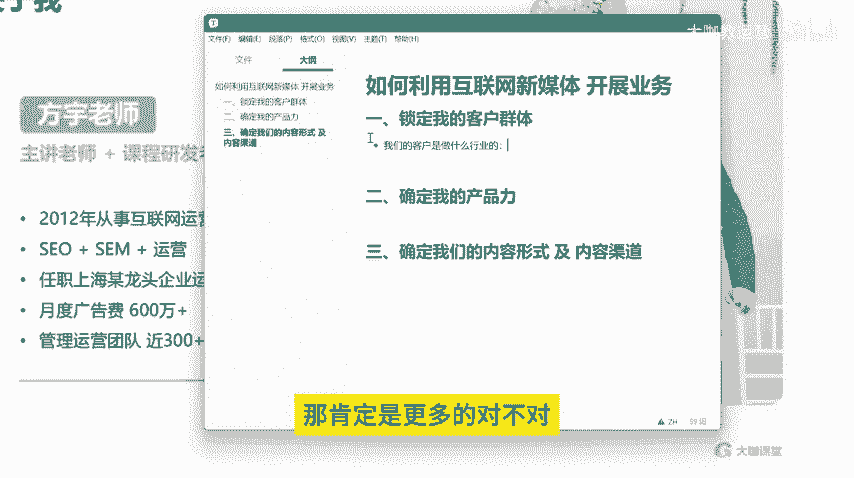 关于我
方宇老师
主讲老师 + 课程研发
• 2012年从事互联网运营
• SEO + SEM + 运营
• 任职上海某龙头企业运
• 月度广告费 600万+
• 管理运营团队 近300+
文件(F) 编辑(E) 段落(P) 格式(O) 视图(V) 主题(T) 帮助(H)
文件 大纲
如何利用互联网新媒体 开展业务
一、锁定我的客户群体
二、确定我的产品力
三、确定我们的内容形式 及
内容渠道
如何利用互联网新媒体 开展业务
一、锁定我的客户群体
• 我们的客户是做什么行业的:
二、确定我的产品力
三、确定我们的内容形式 及 内容渠道
ZH 59 词
那肯定是更多的对不对
大咖课堂